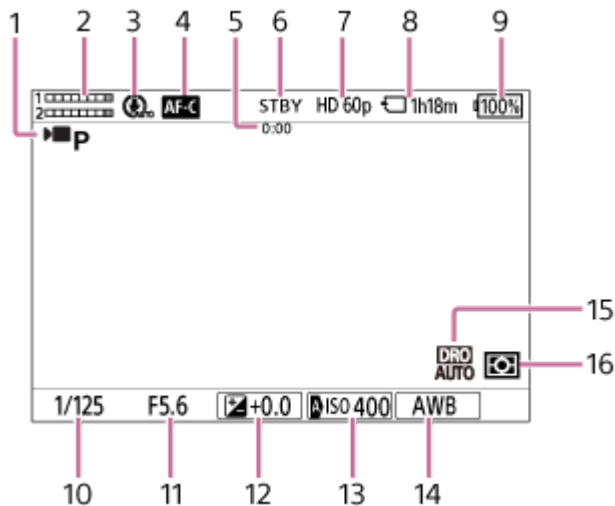 1 2 3 4 5 6 7 8 9
1 AF-C STBY HD 60p 1h18m 100%
2 0:00
P
15
DRO
AUTO
16
1/125 F5.6 +0.0 A ISO 400 AWB
10 11 12 13 14